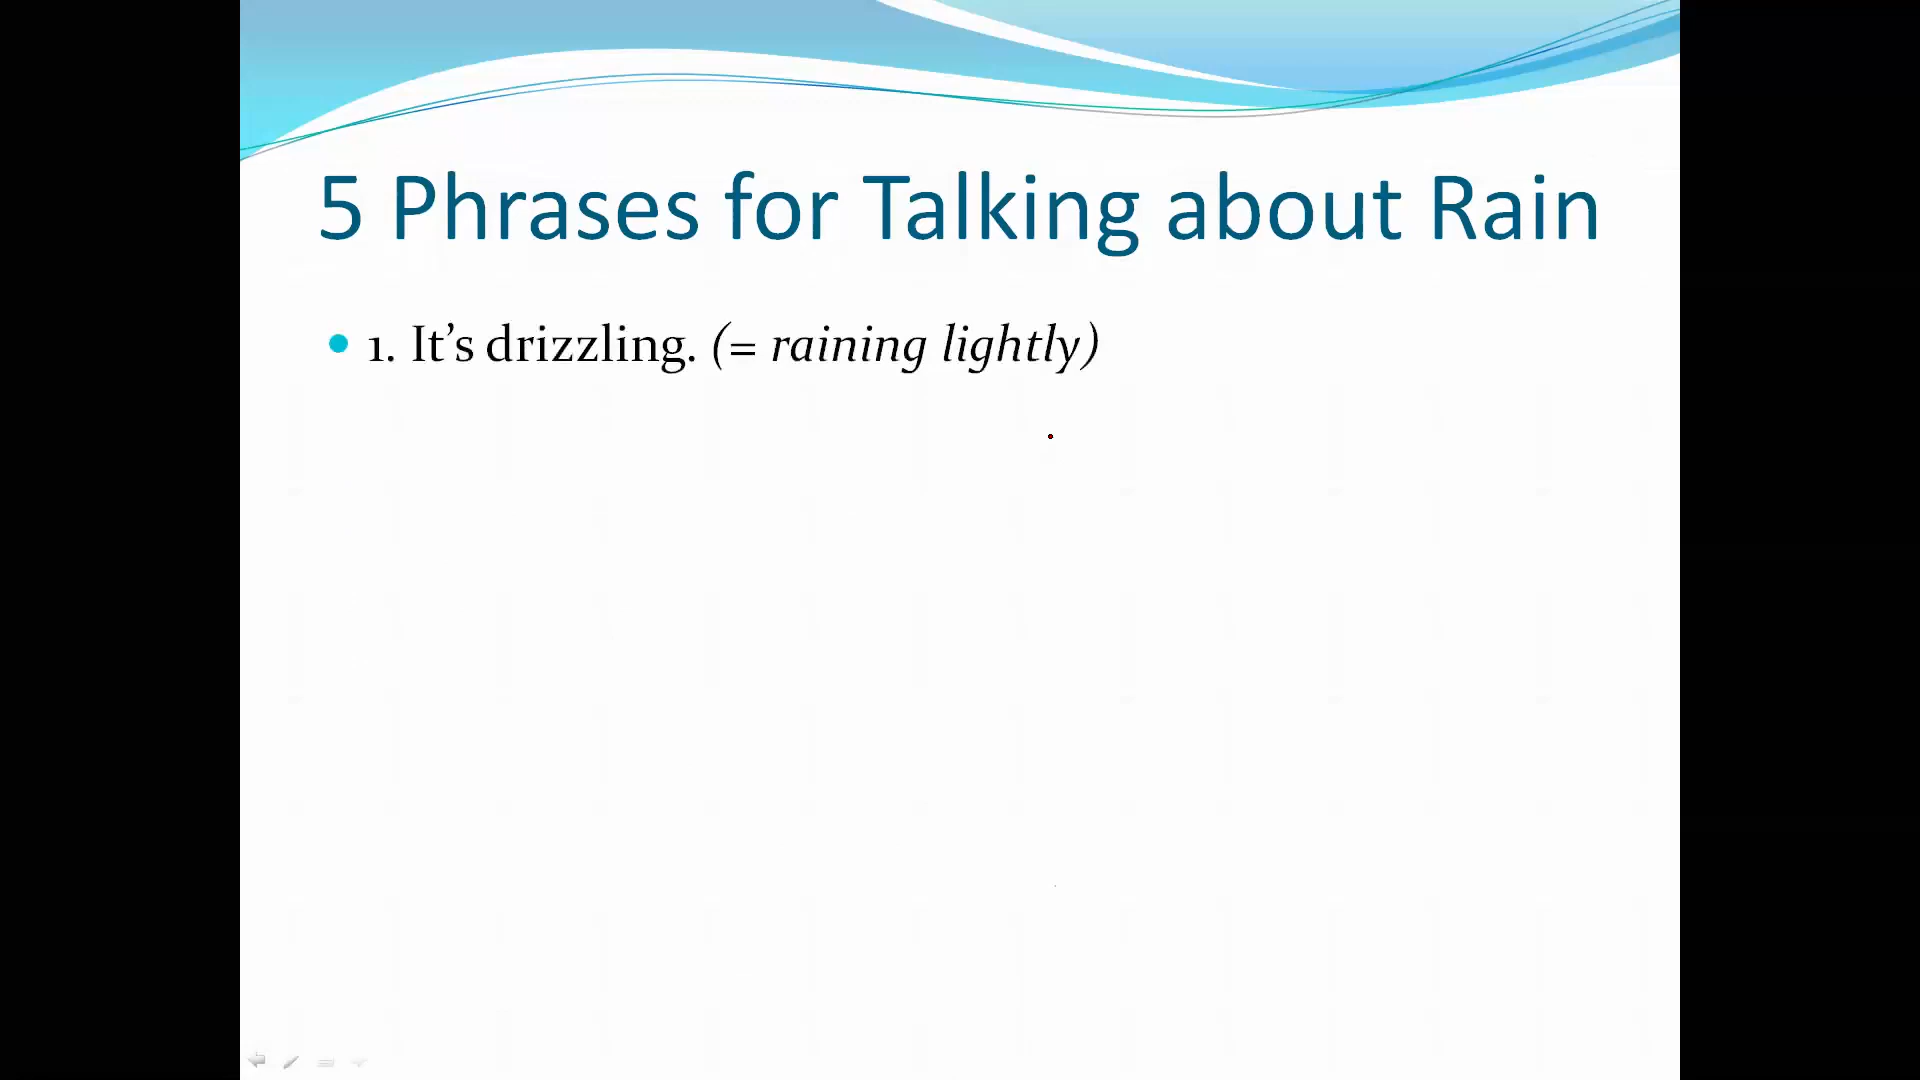 5 Phrases for Talking about Rain
1. It’s drizzling. (= raining lightly)